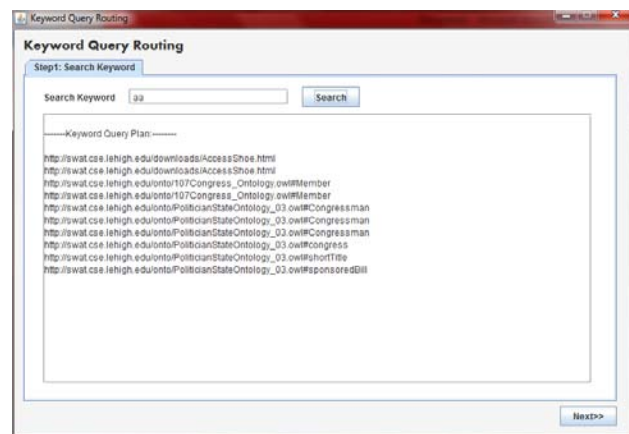 Keyword Query Routing
Keyword Query Routing
Step1: Search Keyword
Search Keyword aa Search
-------Keyword Query Plan:--------
http://swat.cse.lehigh.edu/downloads/AccessShoe.html
http://swat.cse.lehigh.edu/downloads/AccessShoe.html
http://swat.cse.lehigh.edu/onto/107Congress_Ontology.owl#Member
http://swat.cse.lehigh.edu/onto/107Congress_Ontology.owl#Member
http://swat.cse.lehigh.edu/onto/PoliticianStateOntology_03.owl#Congressman
http://swat.cse.lehigh.edu/onto/PoliticianStateOntology_03.owl#Congressman
http://swat.cse.lehigh.edu/onto/PoliticianStateOntology_03.owl#Congressman
http://swat.cse.lehigh.edu/onto/PoliticianStateOntology_03.owl#congress
http://swat.cse.lehigh.edu/onto/PoliticianStateOntology_03.owl#shortTitle
http://swat.cse.lehigh.edu/onto/PoliticianStateOntology_03.owl#sponsoredBill
Next>>